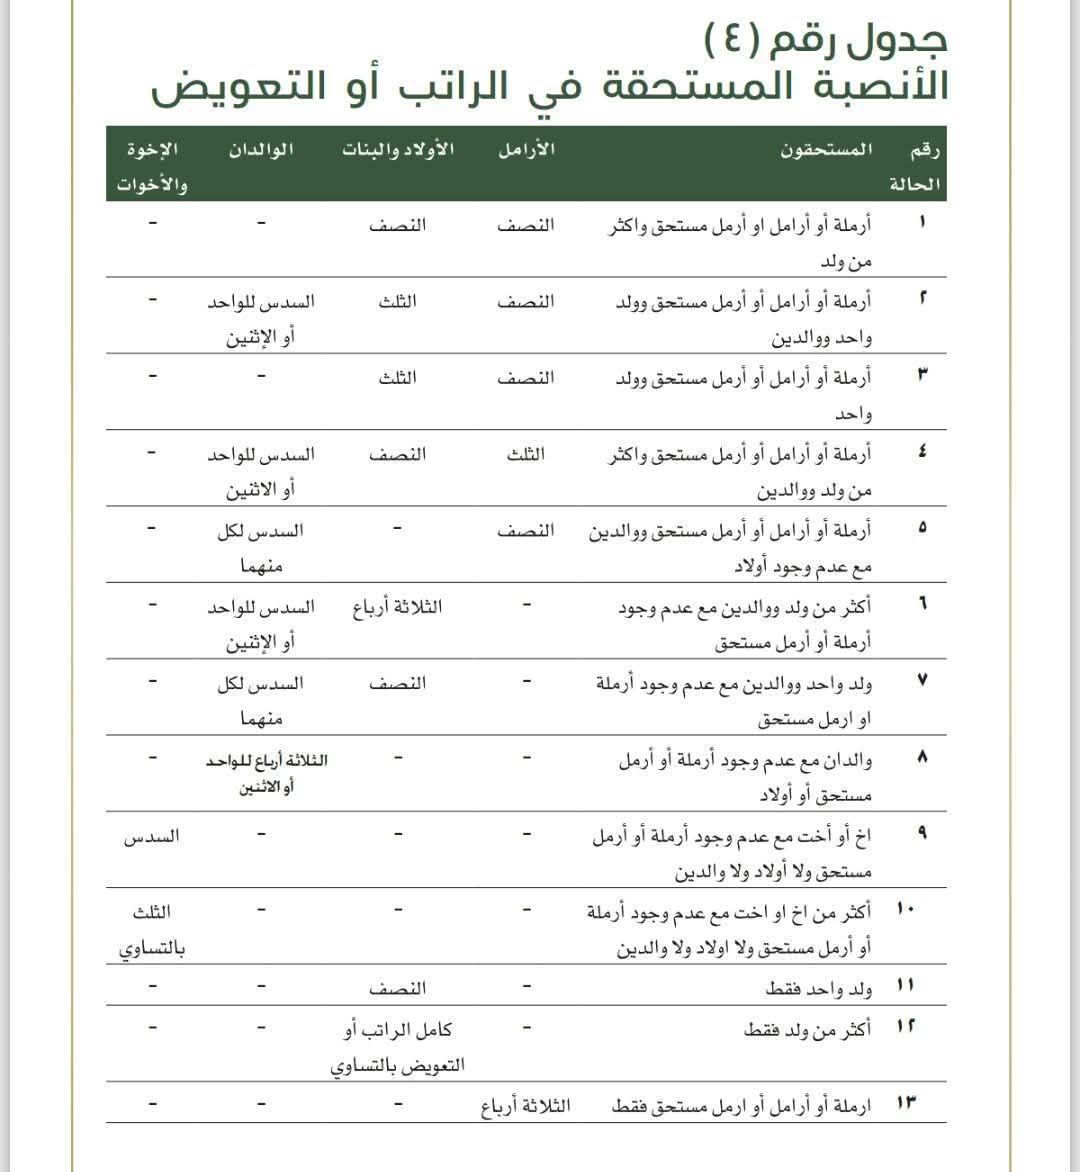 جدول رقم (٤)
الأنصبة المستحقة في الراتب أو التعويض
رقم الحالة | المستحقون | الأرامل | الأولاد والبنات | الوالدان | الإخوة والأخوات
١ | أرملة أو أرامل او أرمل مستحق واكثر من ولد | النصف | النصف | - | -
٢ | أرملة أو أرامل أو أرمل مستحق وولد واحد ووالدين | النصف | الثلث | السدس للواحد أو الإثنين | -
٣ | أرملة أو أرامل أو أرمل مستحق وولد واحد | النصف | الثلث | - | -
٤ | أرملة أو أرامل أو أرمل مستحق واكثر من ولد ووالدين | الثلث | النصف | السدس للواحد أو الاثنين | -
٥ | أرملة أو أرامل أو أرمل مستحق ووالدين مع عدم وجود أولاد | النصف | - | السدس لكل منهما | -
٦ | أكثر من ولد ووالدين مع عدم وجود أرملة أو أرمل مستحق | - | الثلاثة أرباع | السدس للواحد أو الإثنين | -
٧ | ولد واحد ووالدين مع عدم وجود أرملة او ارمل مستحق | - | النصف | السدس لكل منهما | -
٨ | والدان مع عدم وجود أرملة أو أرمل مستحق أو أولاد | - | - | الثلاثة أرباع للواحد أو الاثنين | -
٩ | اخ أو أخت مع عدم وجود أرملة أو أرمل مستحق ولا أولاد ولا والدين | - | - | - | السدس
١٠ | أكثر من اخ او اخت مع عدم وجود أرملة أو أرمل مستحق ولا اولاد ولا والدين | - | - | - | الثلث بالتساوي
١١ | ولد واحد فقط | - | النصف | - | -
١٢ | أكثر من ولد فقط | - | كامل الراتب أو التعويض بالتساوي | - | -
١٣ | ارملة أو أرامل أو ارمل مستحق فقط | الثلاثة أرباع | - | - | -